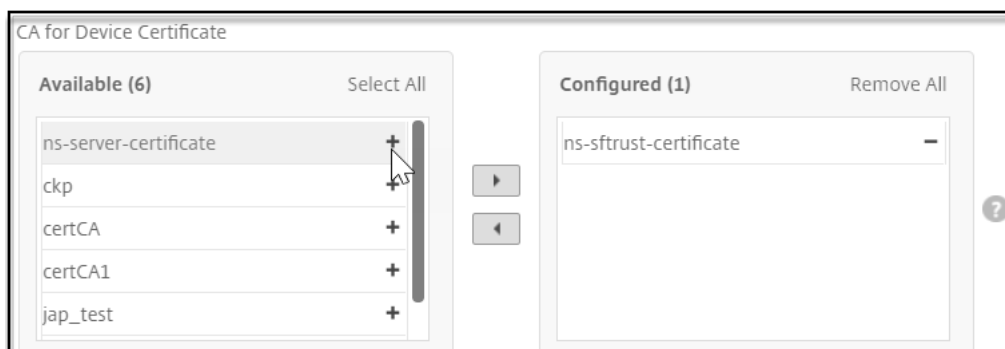 CA for Device Certificate
Available (6) Select All
ns-server-certificate +
ckp +
certCA +
certCA1 +
jap_test +
Configured (1) Remove All
ns-sftrust-certificate −
?